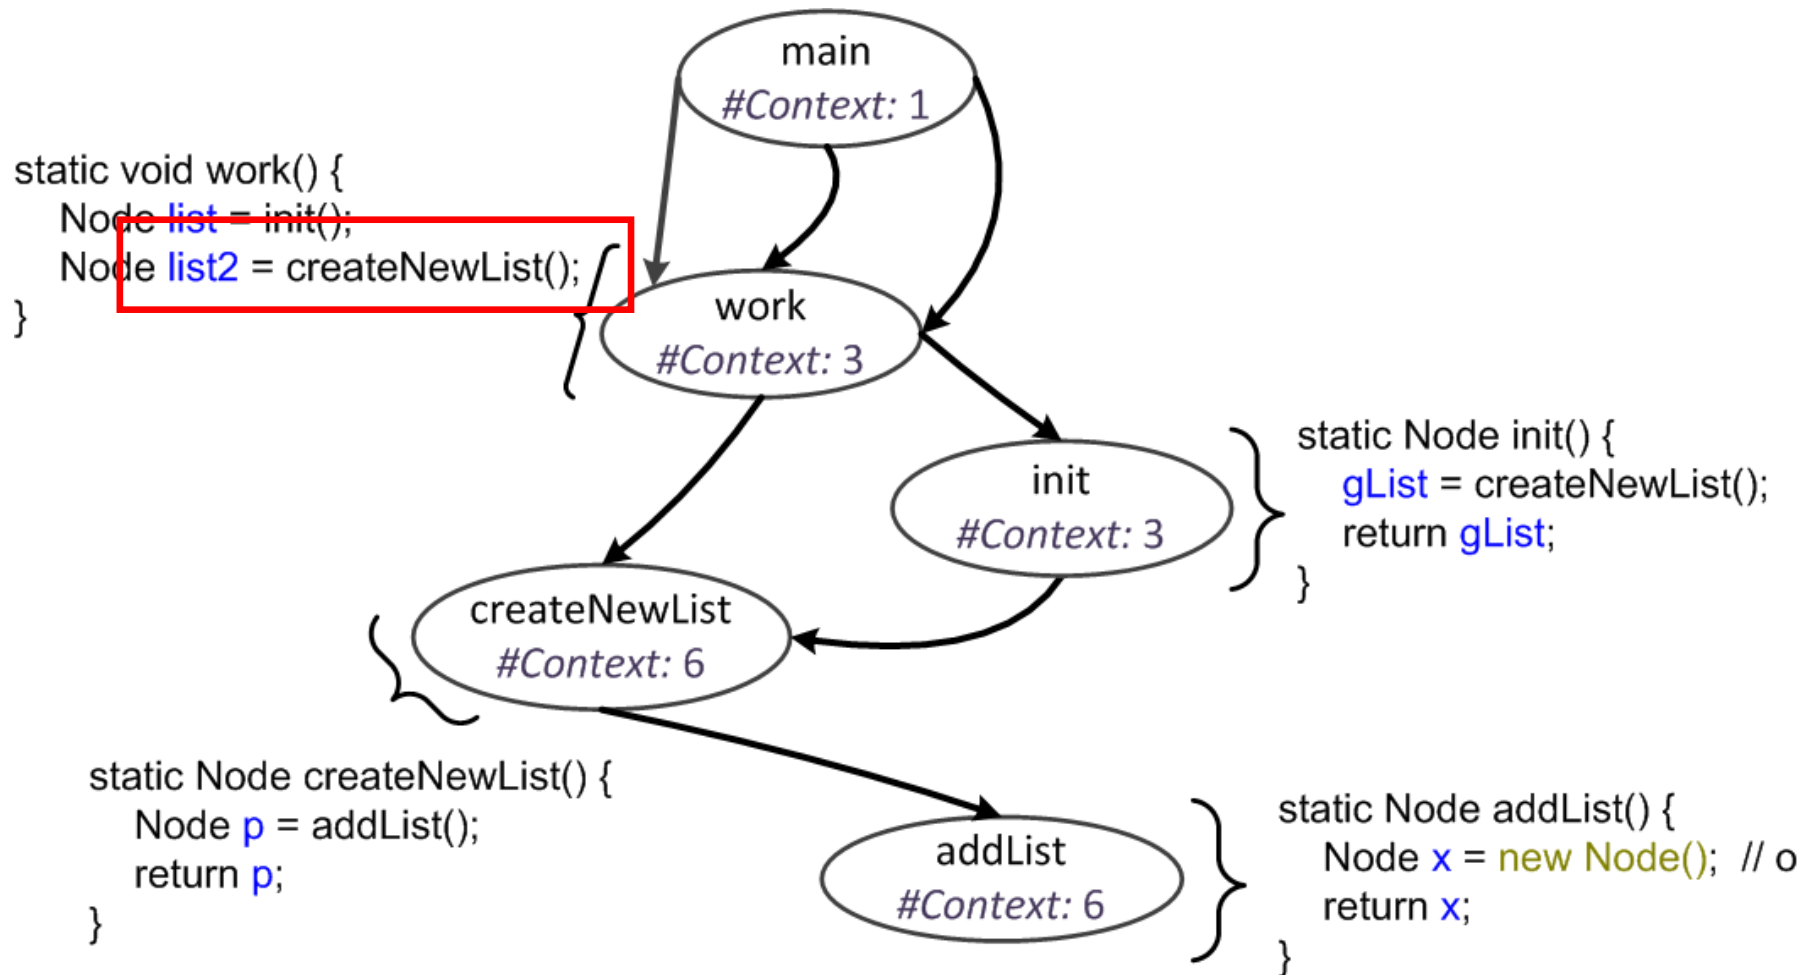 main
#Context: 1
static void work() {
Node list = init();
Node list2 = createNewList();
}
work
#Context: 3
init
#Context: 3
static Node init() {
gList = createNewList();
return gList;
}
createNewList
#Context: 6
static Node createNewList() {
Node p = addList();
return p;
}
addList
#Context: 6
static Node addList() {
Node x = new Node(); // o
return x;
}